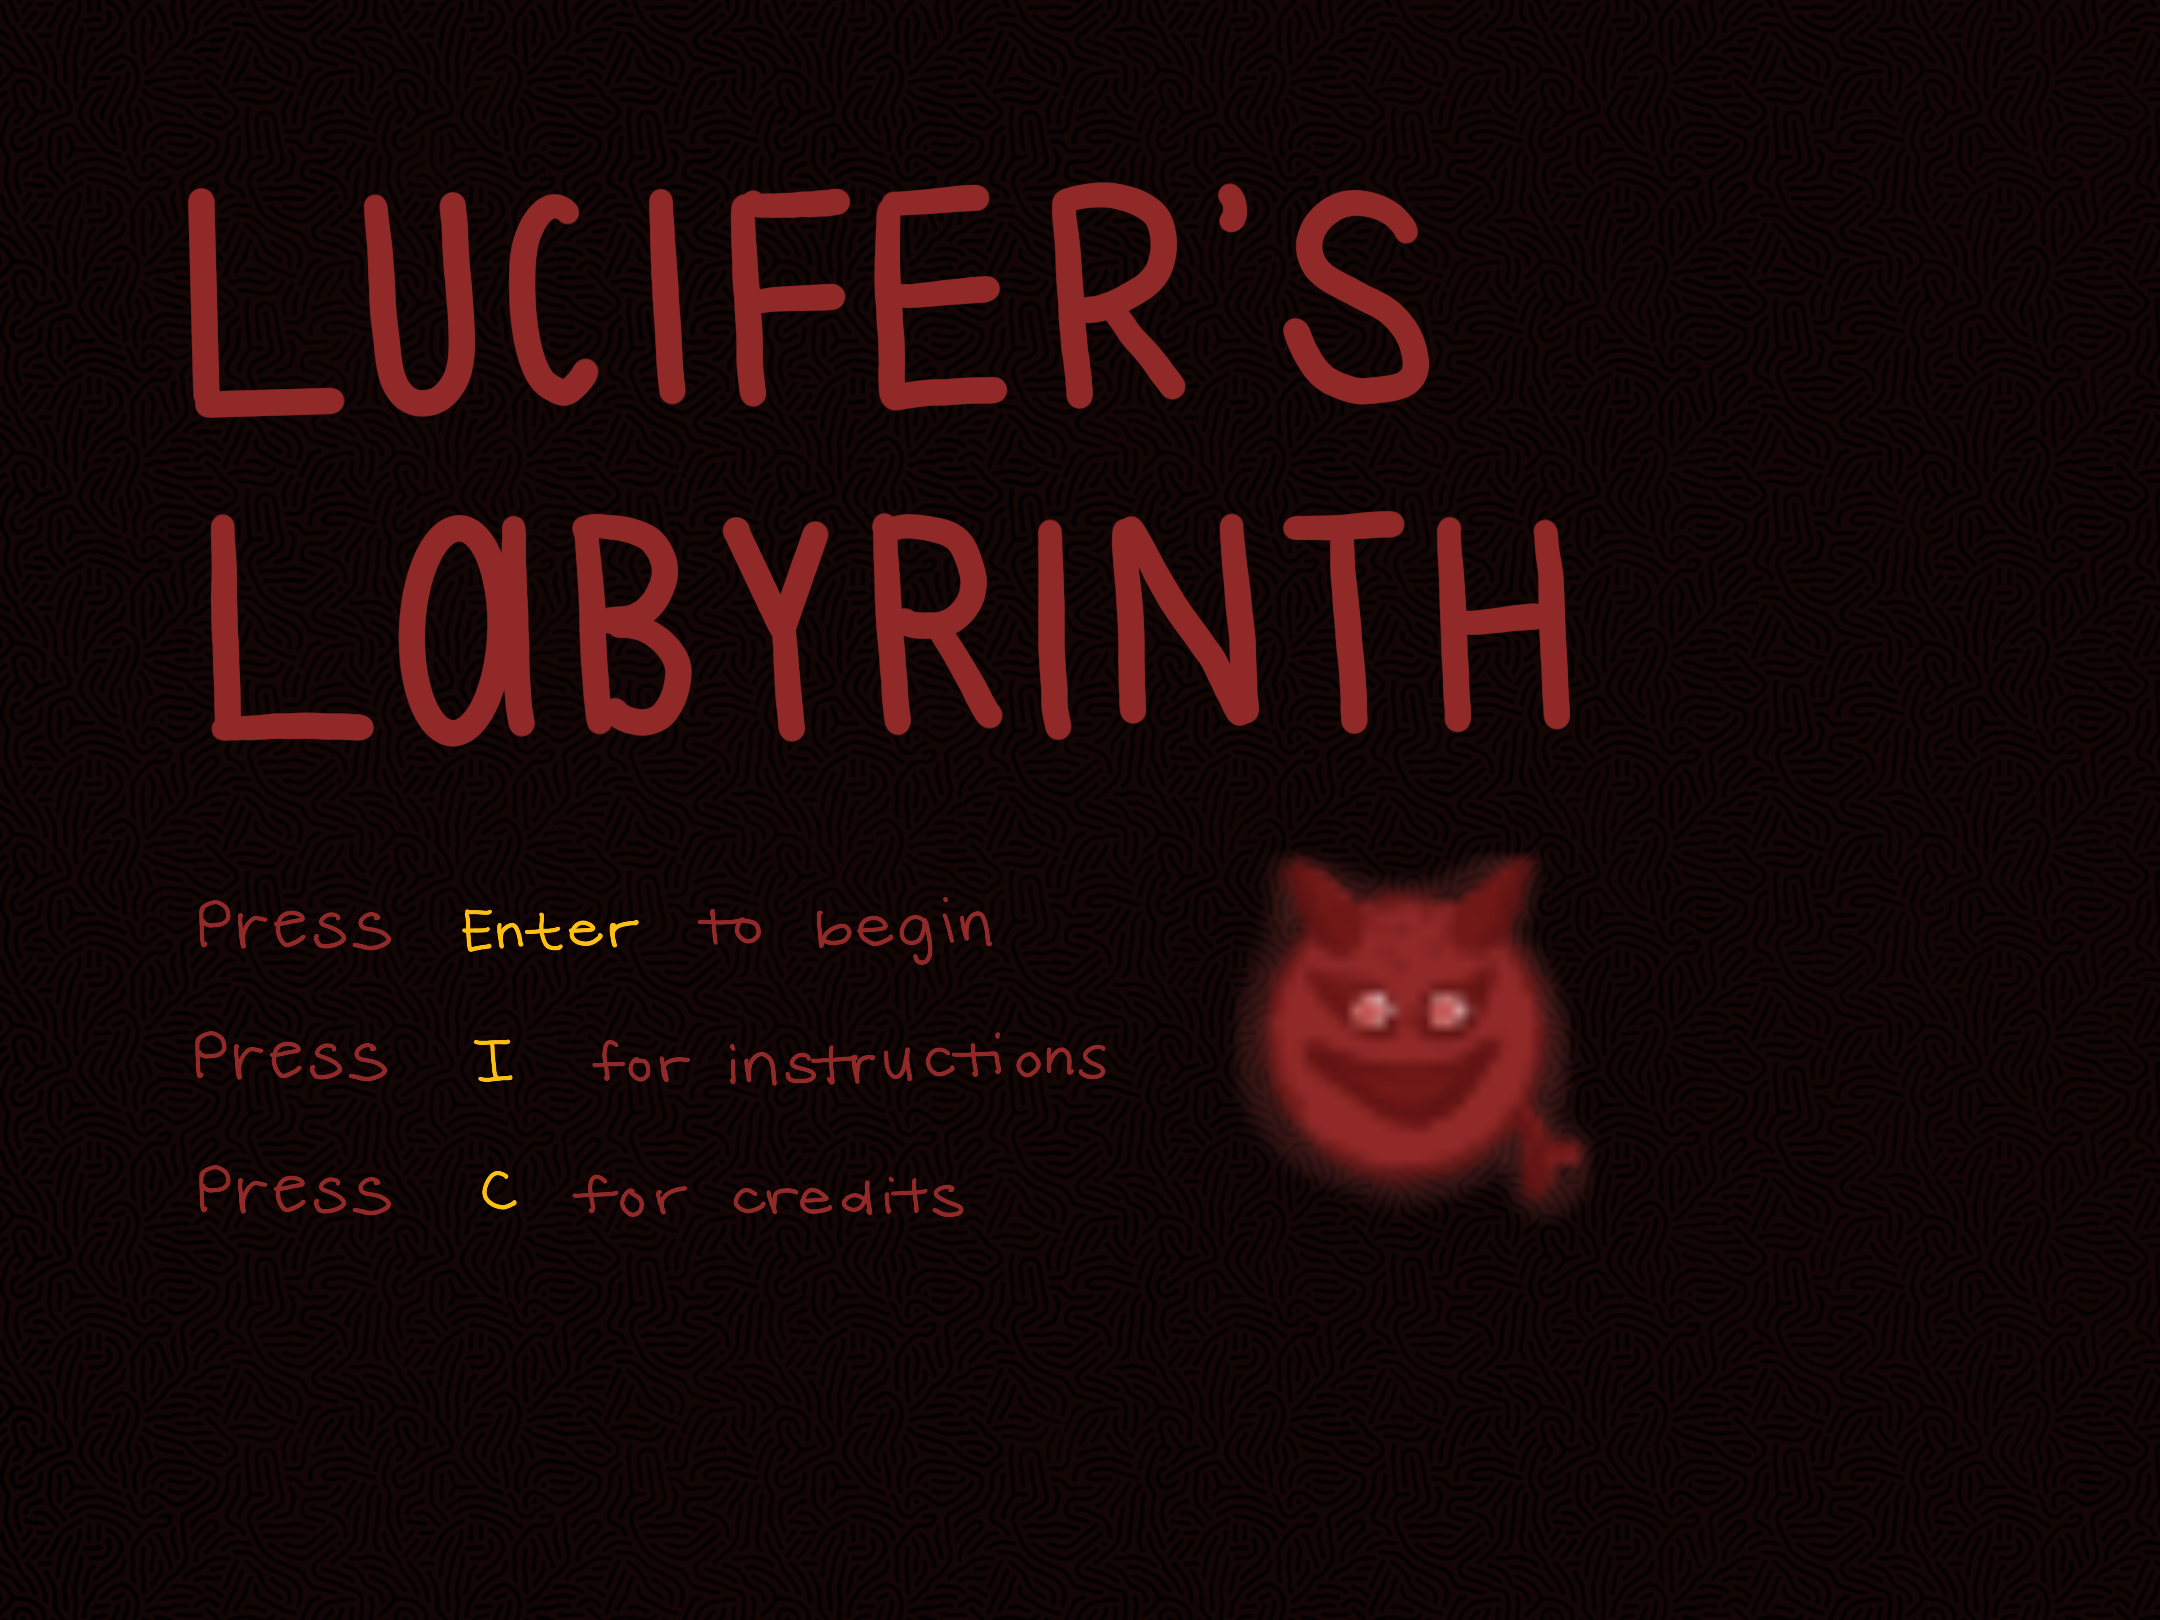 LUCIFER'S
LaBYRINTH
Press Enter to begin
Press I for instructions
Press C for credits